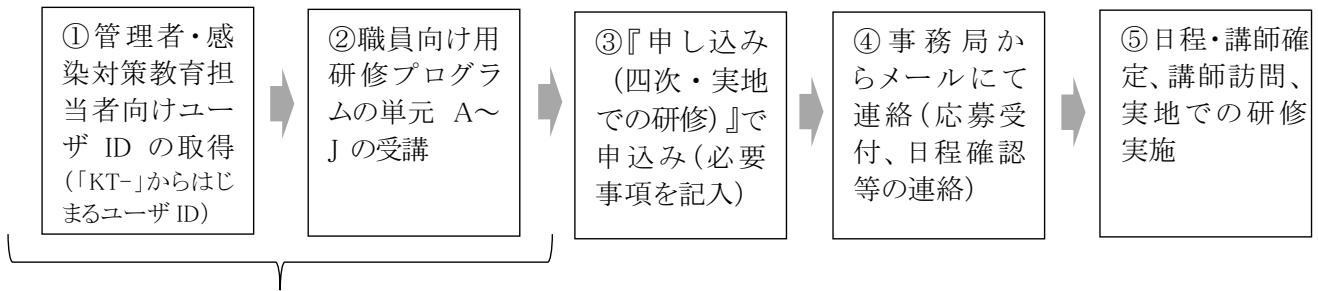 ①管理者・感
染対策教育担
当者向けユー
ザ ID の取得
（「KT-」からはじ
まるユーザ ID）
②職員向け用
研修プログラ
ムの単元 A～
J の受講
③『申し込み
（四次・実地
での研修）』で
申込み（必要
事項を記入）
④事務局か
らメールにて
連絡（応募受
付、日程確認
等の連絡）
⑤日程・講師確
定、講師訪問、
実地での研修
実施